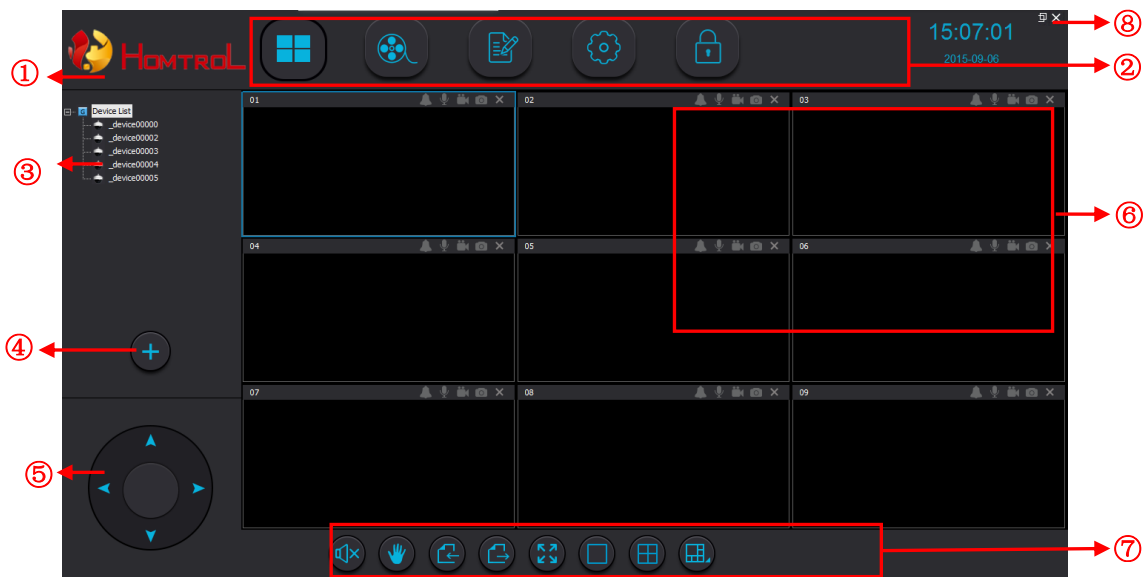 ⑧
15:07:01
HOMTROL
①
2015-09-06
②
01
02
03
Device List
_device00000
_device00002
_device00003
_device00004
_device00005
③
⑥
04
05
06
④
07
08
09
⑤
⑦